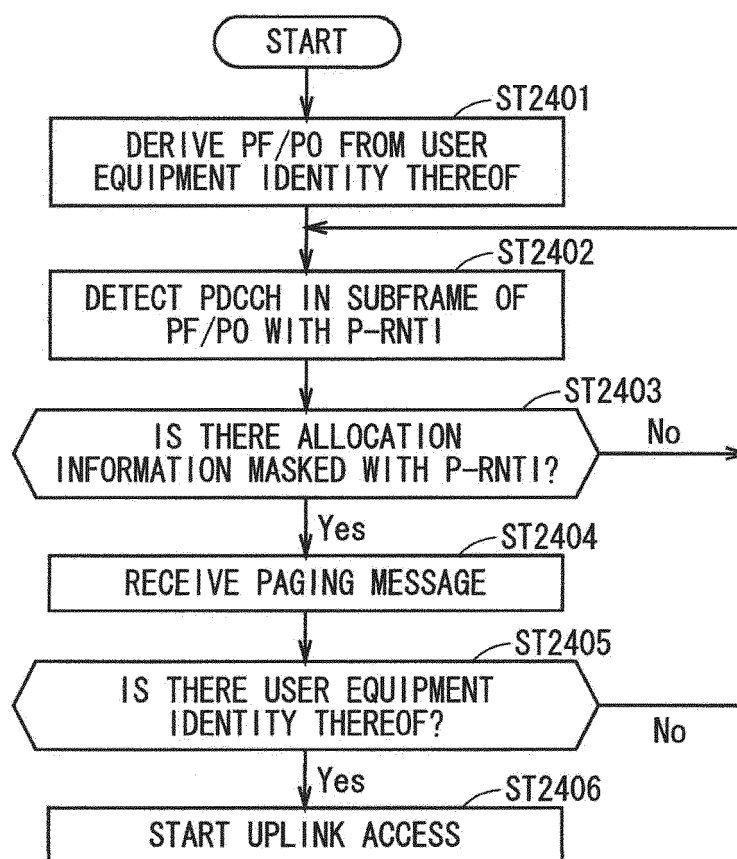 START
ST2401
DERIVE PF/PO FROM USER
EQUIPMENT IDENTITY THEREOF
ST2402
DETECT PDCCH IN SUBFRAME OF
PF/PO WITH P-RNTI
ST2403
IS THERE ALLOCATION
INFORMATION MASKED WITH P-RNTI?
No
Yes
ST2404
RECEIVE PAGING MESSAGE
ST2405
IS THERE USER EQUIPMENT
IDENTITY THEREOF?
No
Yes
ST2406
START UPLINK ACCESS